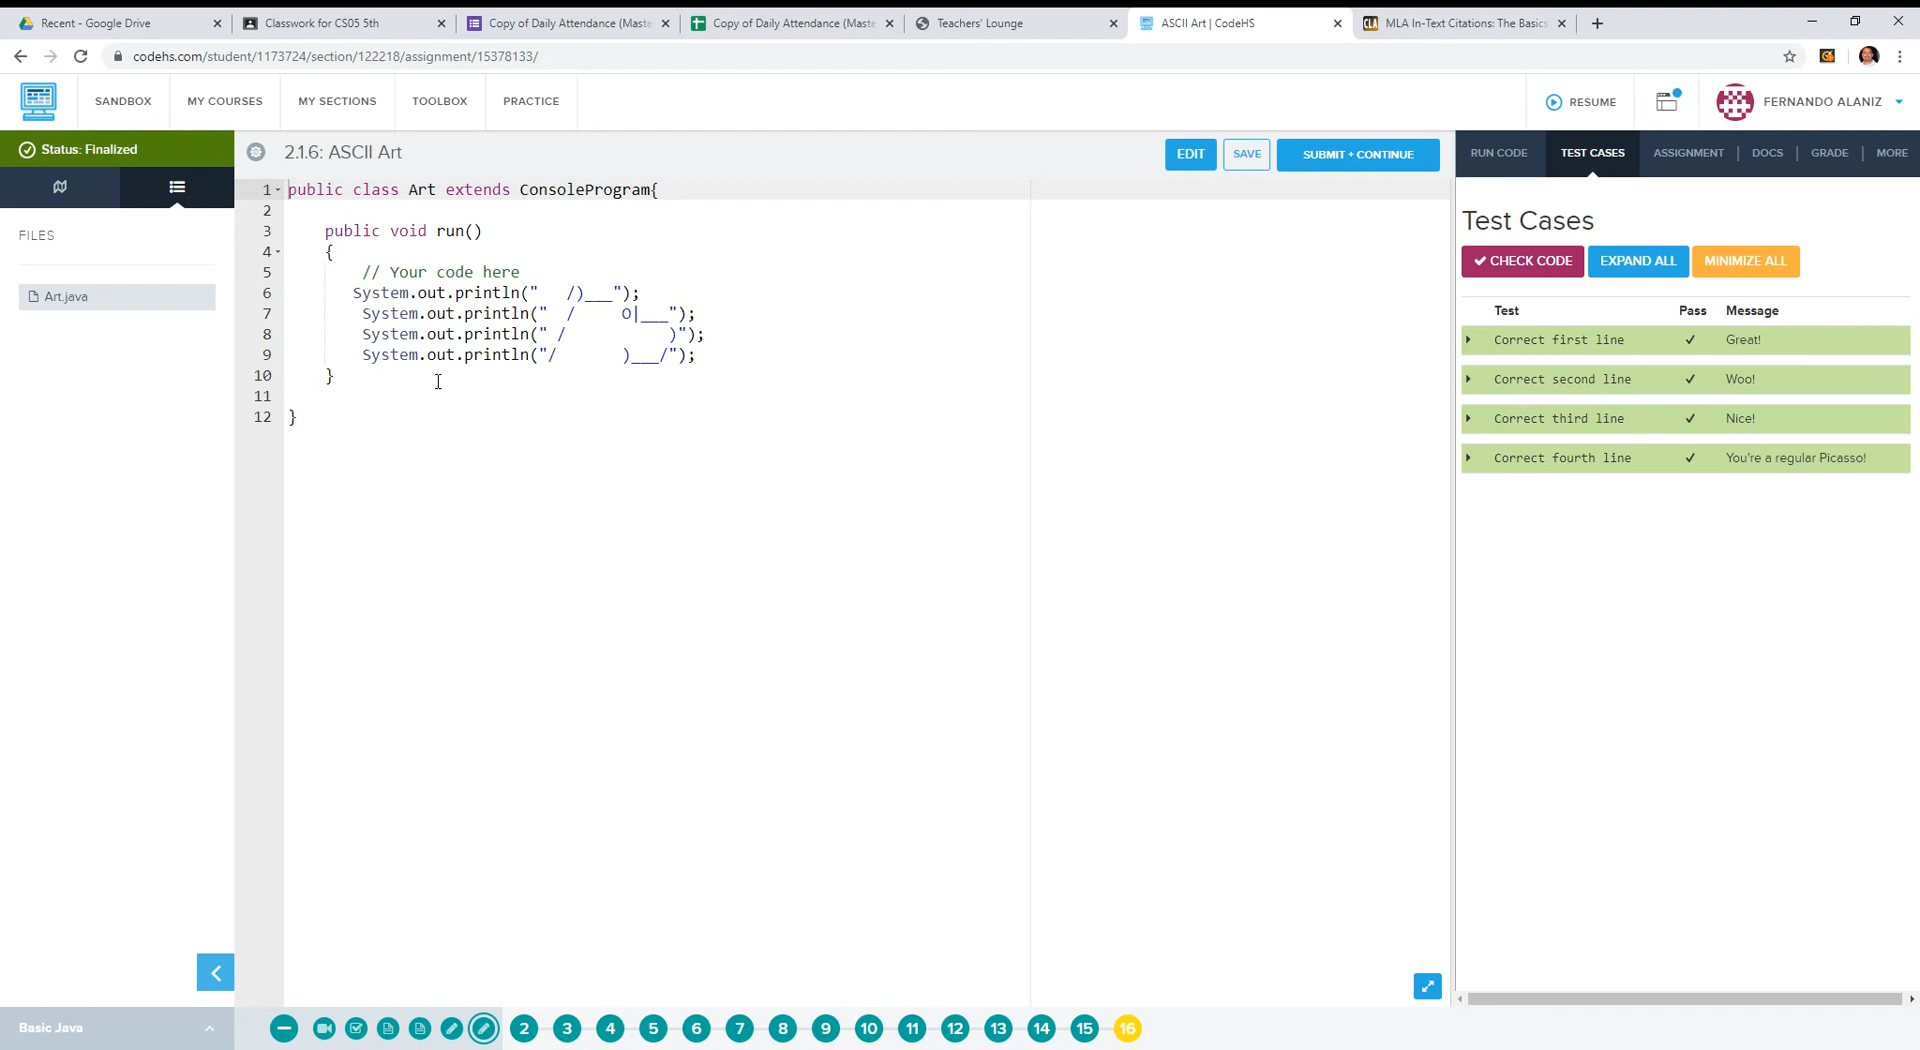 Recent - Google Drive
Classwork for CS05 5th
Copy of Daily Attendance (Maste
Copy of Daily Attendance (Maste
Teachers' Lounge
ASCII Art | CodeHS
CLA MLA In-Text Citations: The Basics
codehs.com/student/1173724/section/122218/assignment/15378133/
SANDBOX
MY COURSES
MY SECTIONS
TOOLBOX
PRACTICE
RESUME
FERNANDO ALANIZ
Status: Finalized
2.1.6: ASCII Art
EDIT
SAVE
SUBMIT + CONTINUE
RUN CODE
TEST CASES
ASSIGNMENT
DOCS
GRADE
MORE
FILES
Art.java
1 public class Art extends ConsoleProgram{
2
3     public void run()
4     {
5         // Your code here
6        System.out.println("   /)___");
7         System.out.println("  /     O|___");
8         System.out.println(" /           )");
9         System.out.println("/       )___/");
10     }
11
12 }
Test Cases
CHECK CODE
EXPAND ALL
MINIMIZE ALL
Test Pass Message
Correct first line ✓ Great!
Correct second line ✓ Woo!
Correct third line ✓ Nice!
Correct fourth line ✓ You're a regular Picasso!
Basic Java
2 3 4 5 6 7 8 9 10 11 12 13 14 15 16